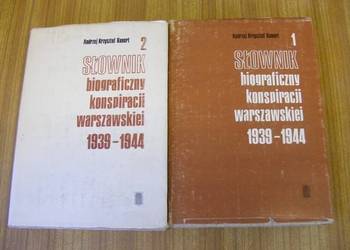 Andrzej Krzysztof Kunert
2
SŁOWNIK
biograficzny
konspiracji
warszawskiej
1939-1944
Andrzej Krzysztof Kunert
1
SŁOWNIK
biograficzny
konspiracji
warszawskiej
1939-1944